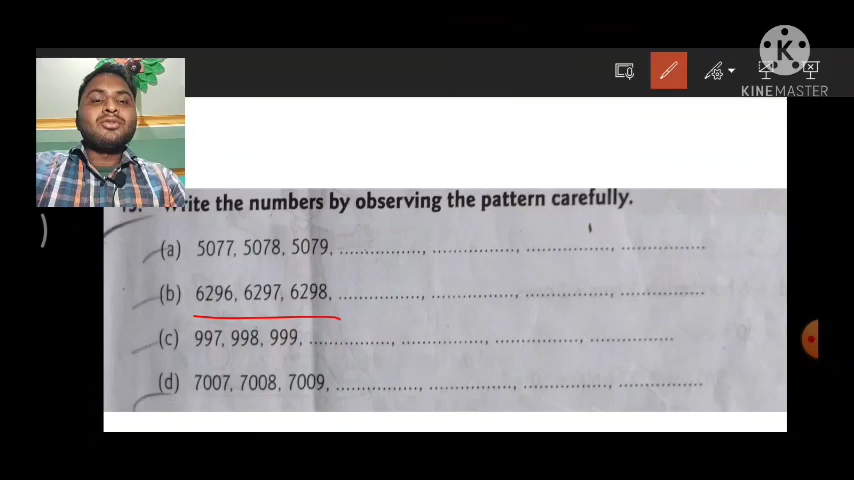 K
KINEMASTER
Write the numbers by observing the pattern carefully.
(a) 5077, 5078, 5079, ................, ................, ................, ................
(b) 6296, 6297, 6298, ................, ................, ................, ................
(c) 997, 998, 999, ................, ................, ................, ................
(d) 7007, 7008, 7009, ................, ................, ................, ................